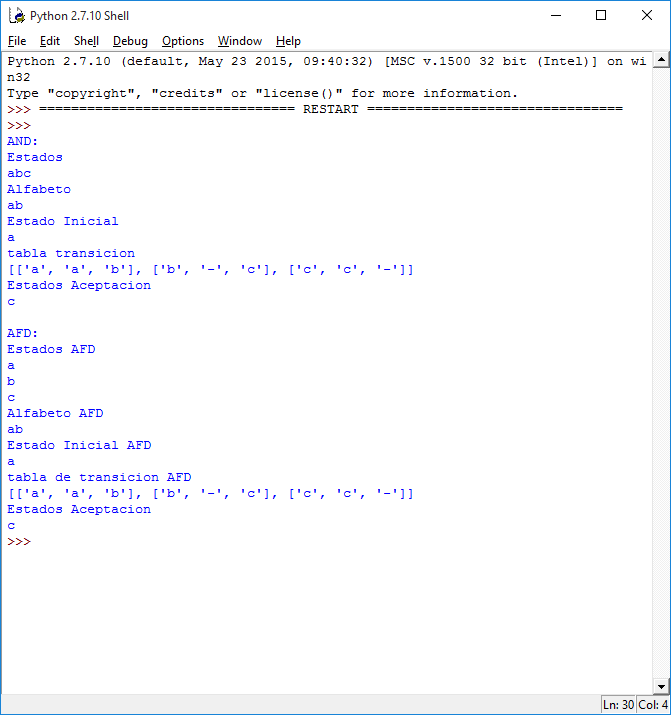 Python 2.7.10 Shell
File Edit Shell Debug Options Window Help
Python 2.7.10 (default, May 23 2015, 09:40:32) [MSC v.1500 32 bit (Intel)] on wi
n32
Type "copyright", "credits" or "license()" for more information.
>>> ================================ RESTART ================================
>>>
AND:
Estados
abc
Alfabeto
ab
Estado Inicial
a
tabla transicion
[['a', 'a', 'b'], ['b', '-', 'c'], ['c', 'c', '-']]
Estados Aceptacion
c

AFD:
Estados AFD
a
b
c
Alfabeto AFD
ab
Estado Inicial AFD
a
tabla de transicion AFD
[['a', 'a', 'b'], ['b', '-', 'c'], ['c', 'c', '-']]
Estados Aceptacion
c
>>>
Ln: 30 Col: 4